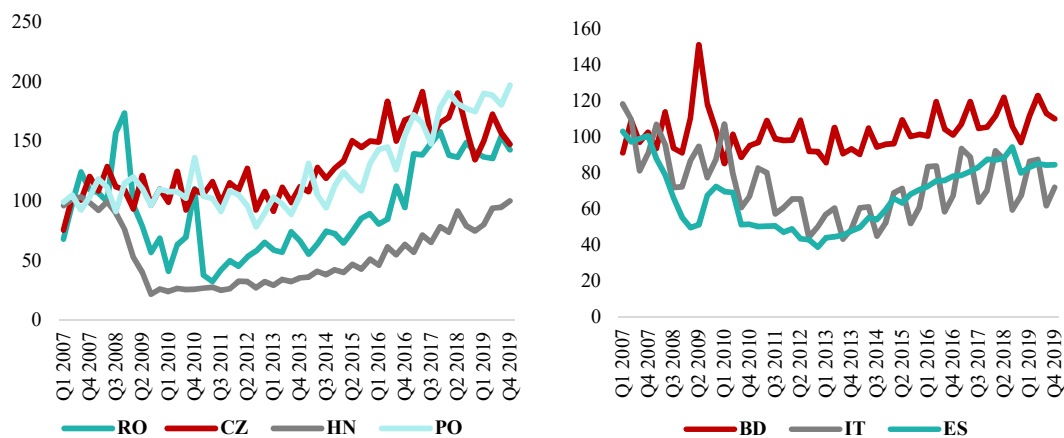 250
200
150
100
50
0
Q1 2007
Q4 2007
Q3 2008
Q2 2009
Q1 2010
Q4 2010
Q3 2011
Q2 2012
Q1 2013
Q4 2013
Q3 2014
Q2 2015
Q1 2016
Q4 2016
Q3 2017
Q2 2018
Q1 2019
Q4 2019
RO CZ HN PO
160
140
120
100
80
60
40
20
0
Q1 2007
Q4 2007
Q3 2008
Q2 2009
Q1 2010
Q4 2010
Q3 2011
Q2 2012
Q1 2013
Q4 2013
Q3 2014
Q2 2015
Q1 2016
Q4 2016
Q3 2017
Q2 2018
Q1 2019
Q4 2019
BD IT ES